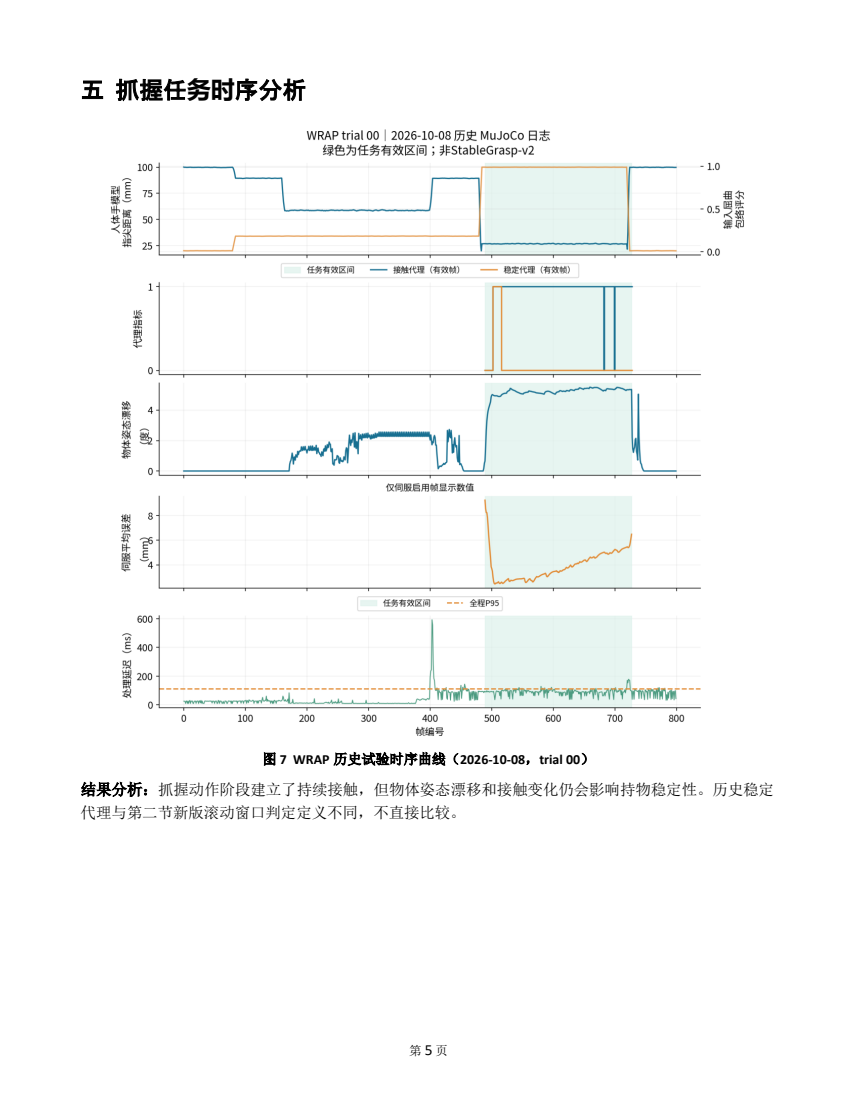 五 抓握任务时序分析
WRAP trial 00｜2026-10-08 历史 MuJoCo 日志
绿色为任务有效区间；非StableGrasp-v2
人体手模型
指尖距离（mm）
100
75
50
25
1.0
0.5
0.0
输入屈曲
包络评分
任务有效区间 接触代理（有效帧） 稳定代理（有效帧）
代理指标
1
0
物体姿态漂移
（度）
4
2
0
仅伺服启用帧显示数值
伺服平均误差
（mm）
8
6
4
任务有效区间 全程P95
处理延迟（ms）
600
400
200
0
0 100 200 300 400 500 600 700 800
帧编号
图 7 WRAP 历史试验时序曲线（2026-10-08，trial 00）
结果分析：抓握动作阶段建立了持续接触，但物体姿态漂移和接触变化仍会影响持物稳定性。历史稳定
代理与第二节新版滚动窗口判定定义不同，不直接比较。
第 5 页